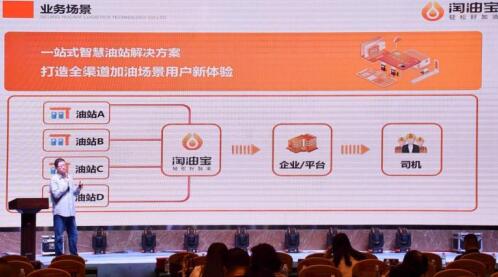 业务场景
淘油宝
轻松好加油
一站式智慧油站解决方案
打造全渠道加油场景用户新体验
油站A
油站B
油站C
油站D
淘油宝
轻松好加油
企业/平台
司机